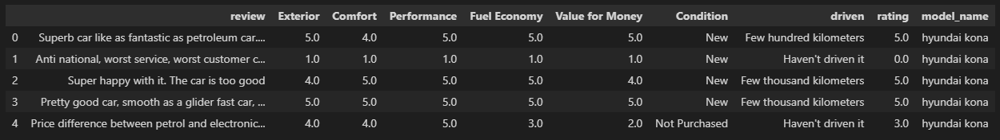 review Exterior Comfort Performance Fuel Economy Value for Money Condition driven rating model_name
0 Superb car like as fantastic as petroleum car.... 5.0 4.0 5.0 5.0 5.0 New Few hundred kilometers 5.0 hyundai kona
1 Anti national, worst service, worst customer c... 1.0 1.0 1.0 1.0 1.0 New Haven't driven it 0.0 hyundai kona
2 Super happy with it. The car is too good 4.0 5.0 5.0 5.0 4.0 New Few thousand kilometers 5.0 hyundai kona
3 Pretty good car, smooth as a glider fast car, ... 5.0 5.0 5.0 5.0 5.0 New Few thousand kilometers 5.0 hyundai kona
4 Price difference between petrol and electronic... 4.0 4.0 5.0 3.0 2.0 Not Purchased Haven't driven it 3.0 hyundai kona